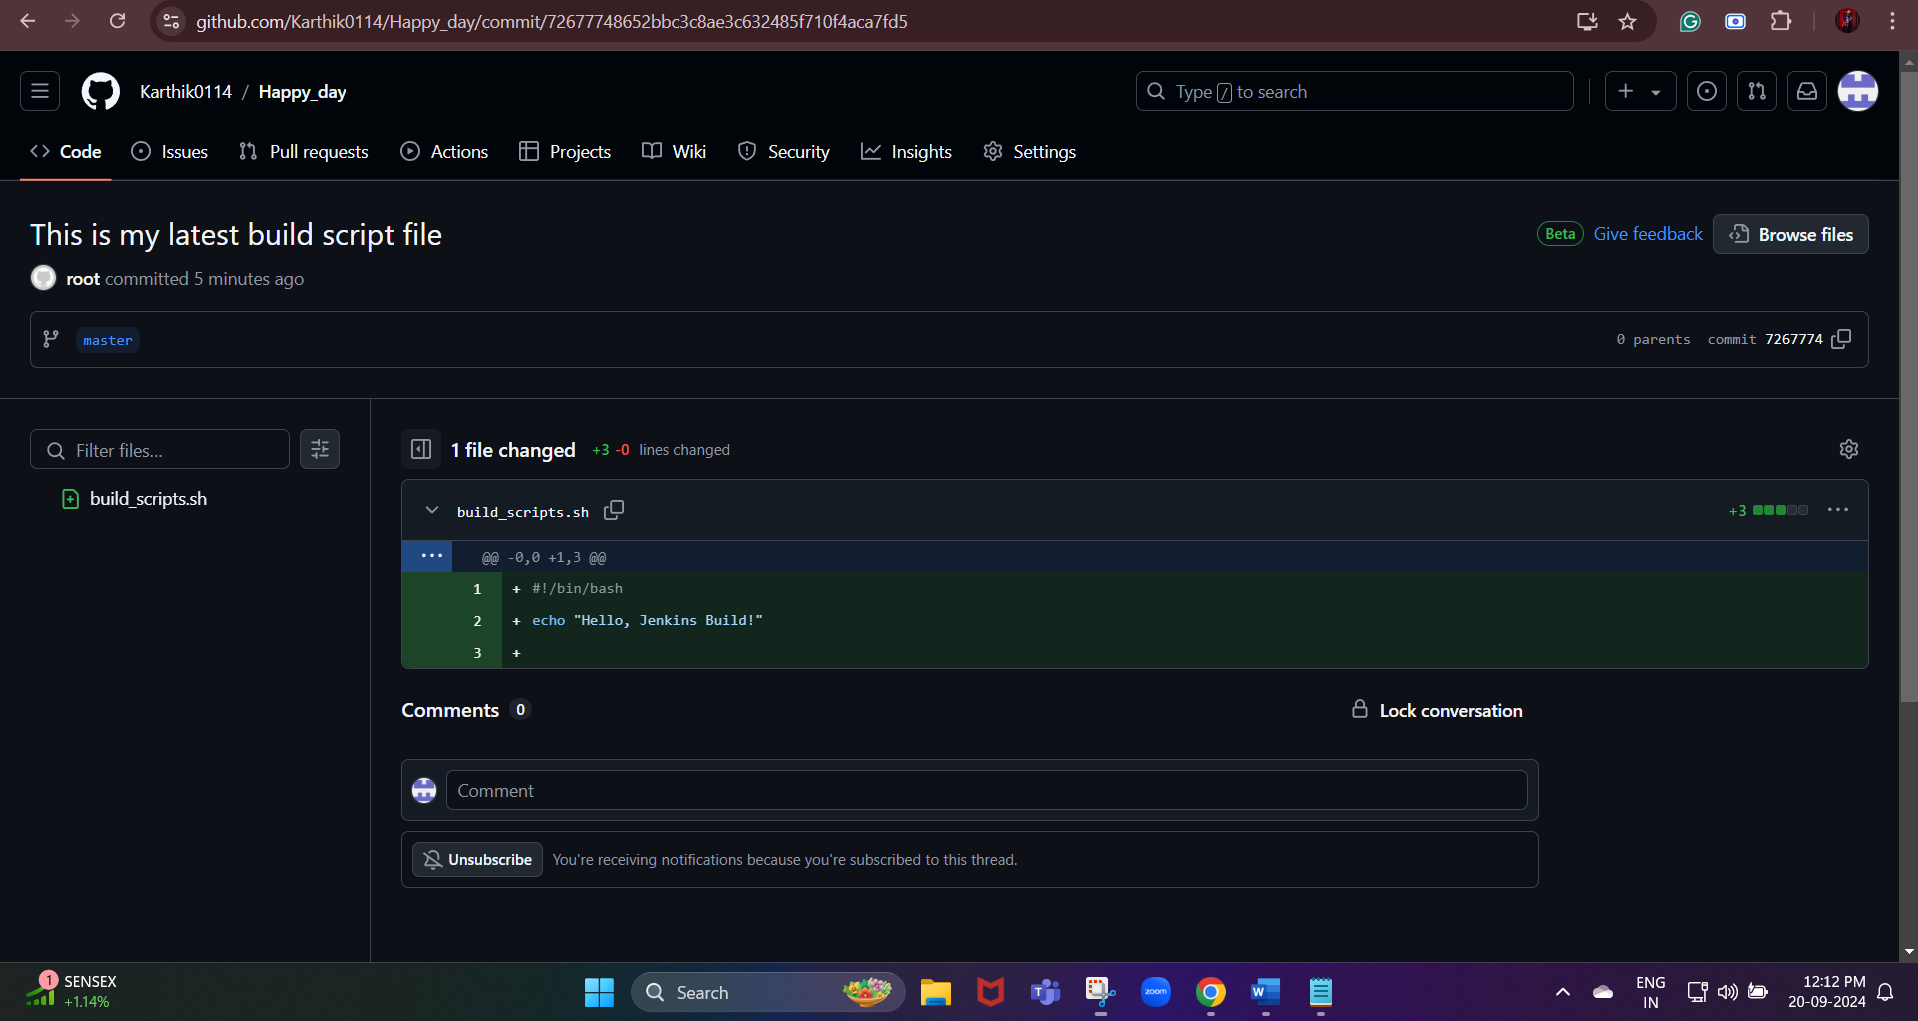 github.com/Karthik0114/Happy_day/commit/72677748652bbc3c8ae3c632485f710f4aca7fd5
Karthik0114 / Happy_day
Type / to search
Code Issues Pull requests Actions Projects Wiki Security Insights Settings
This is my latest build script file
Beta Give feedback Browse files
root committed 5 minutes ago
master
0 parents commit 7267774
Filter files...
1 file changed +3 -0 lines changed
build_scripts.sh
build_scripts.sh
+3
@@ -0,0 +1,3 @@
1 + #!/bin/bash
2 + echo "Hello, Jenkins Build!"
3 +
Comments 0
Lock conversation
Comment
Unsubscribe You're receiving notifications because you're subscribed to this thread.
1 SENSEX
+1.14%
Search
zoom
ENG
IN
12:12 PM
20-09-2024